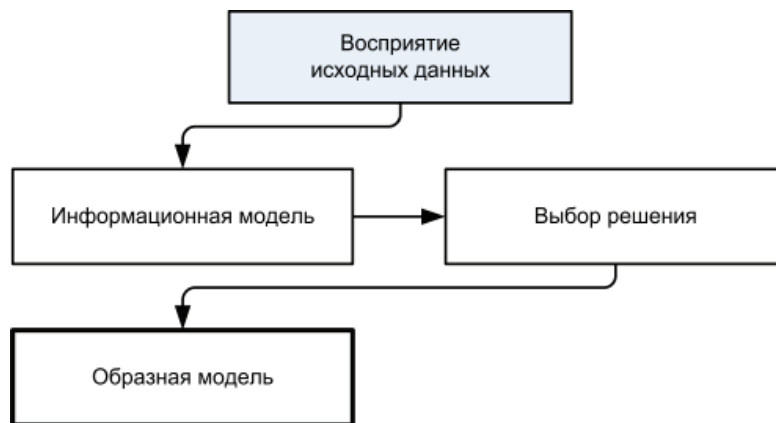 Восприятие
исходных данных
Информационная модель
Выбор решения
Образная модель